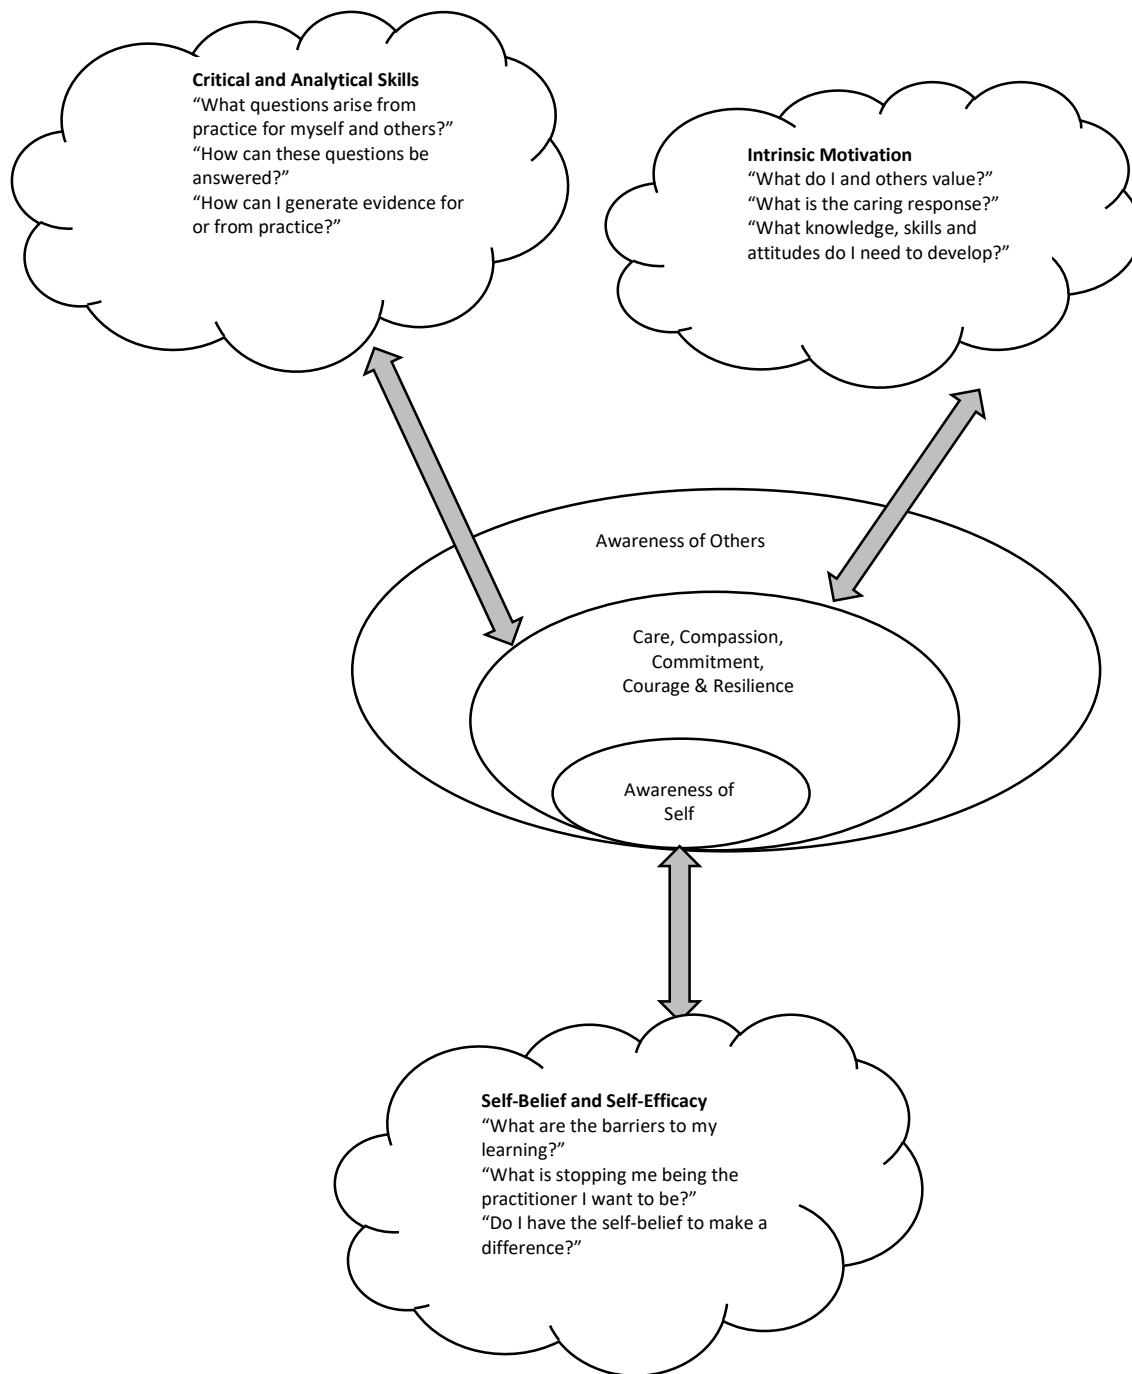 Critical and Analytical Skills
“What questions arise from
practice for myself and others?”
“How can these questions be
answered?”
“How can I generate evidence for
or from practice?”
Intrinsic Motivation
“What do I and others value?”
“What is the caring response?”
“What knowledge, skills and
attitudes do I need to develop?”
Awareness of Others
Care, Compassion,
Commitment,
Courage & Resilience
Awareness of
Self
Self-Belief and Self-Efficacy
“What are the barriers to my
learning?”
“What is stopping me being the
practitioner I want to be?”
“Do I have the self-belief to make a
difference?”